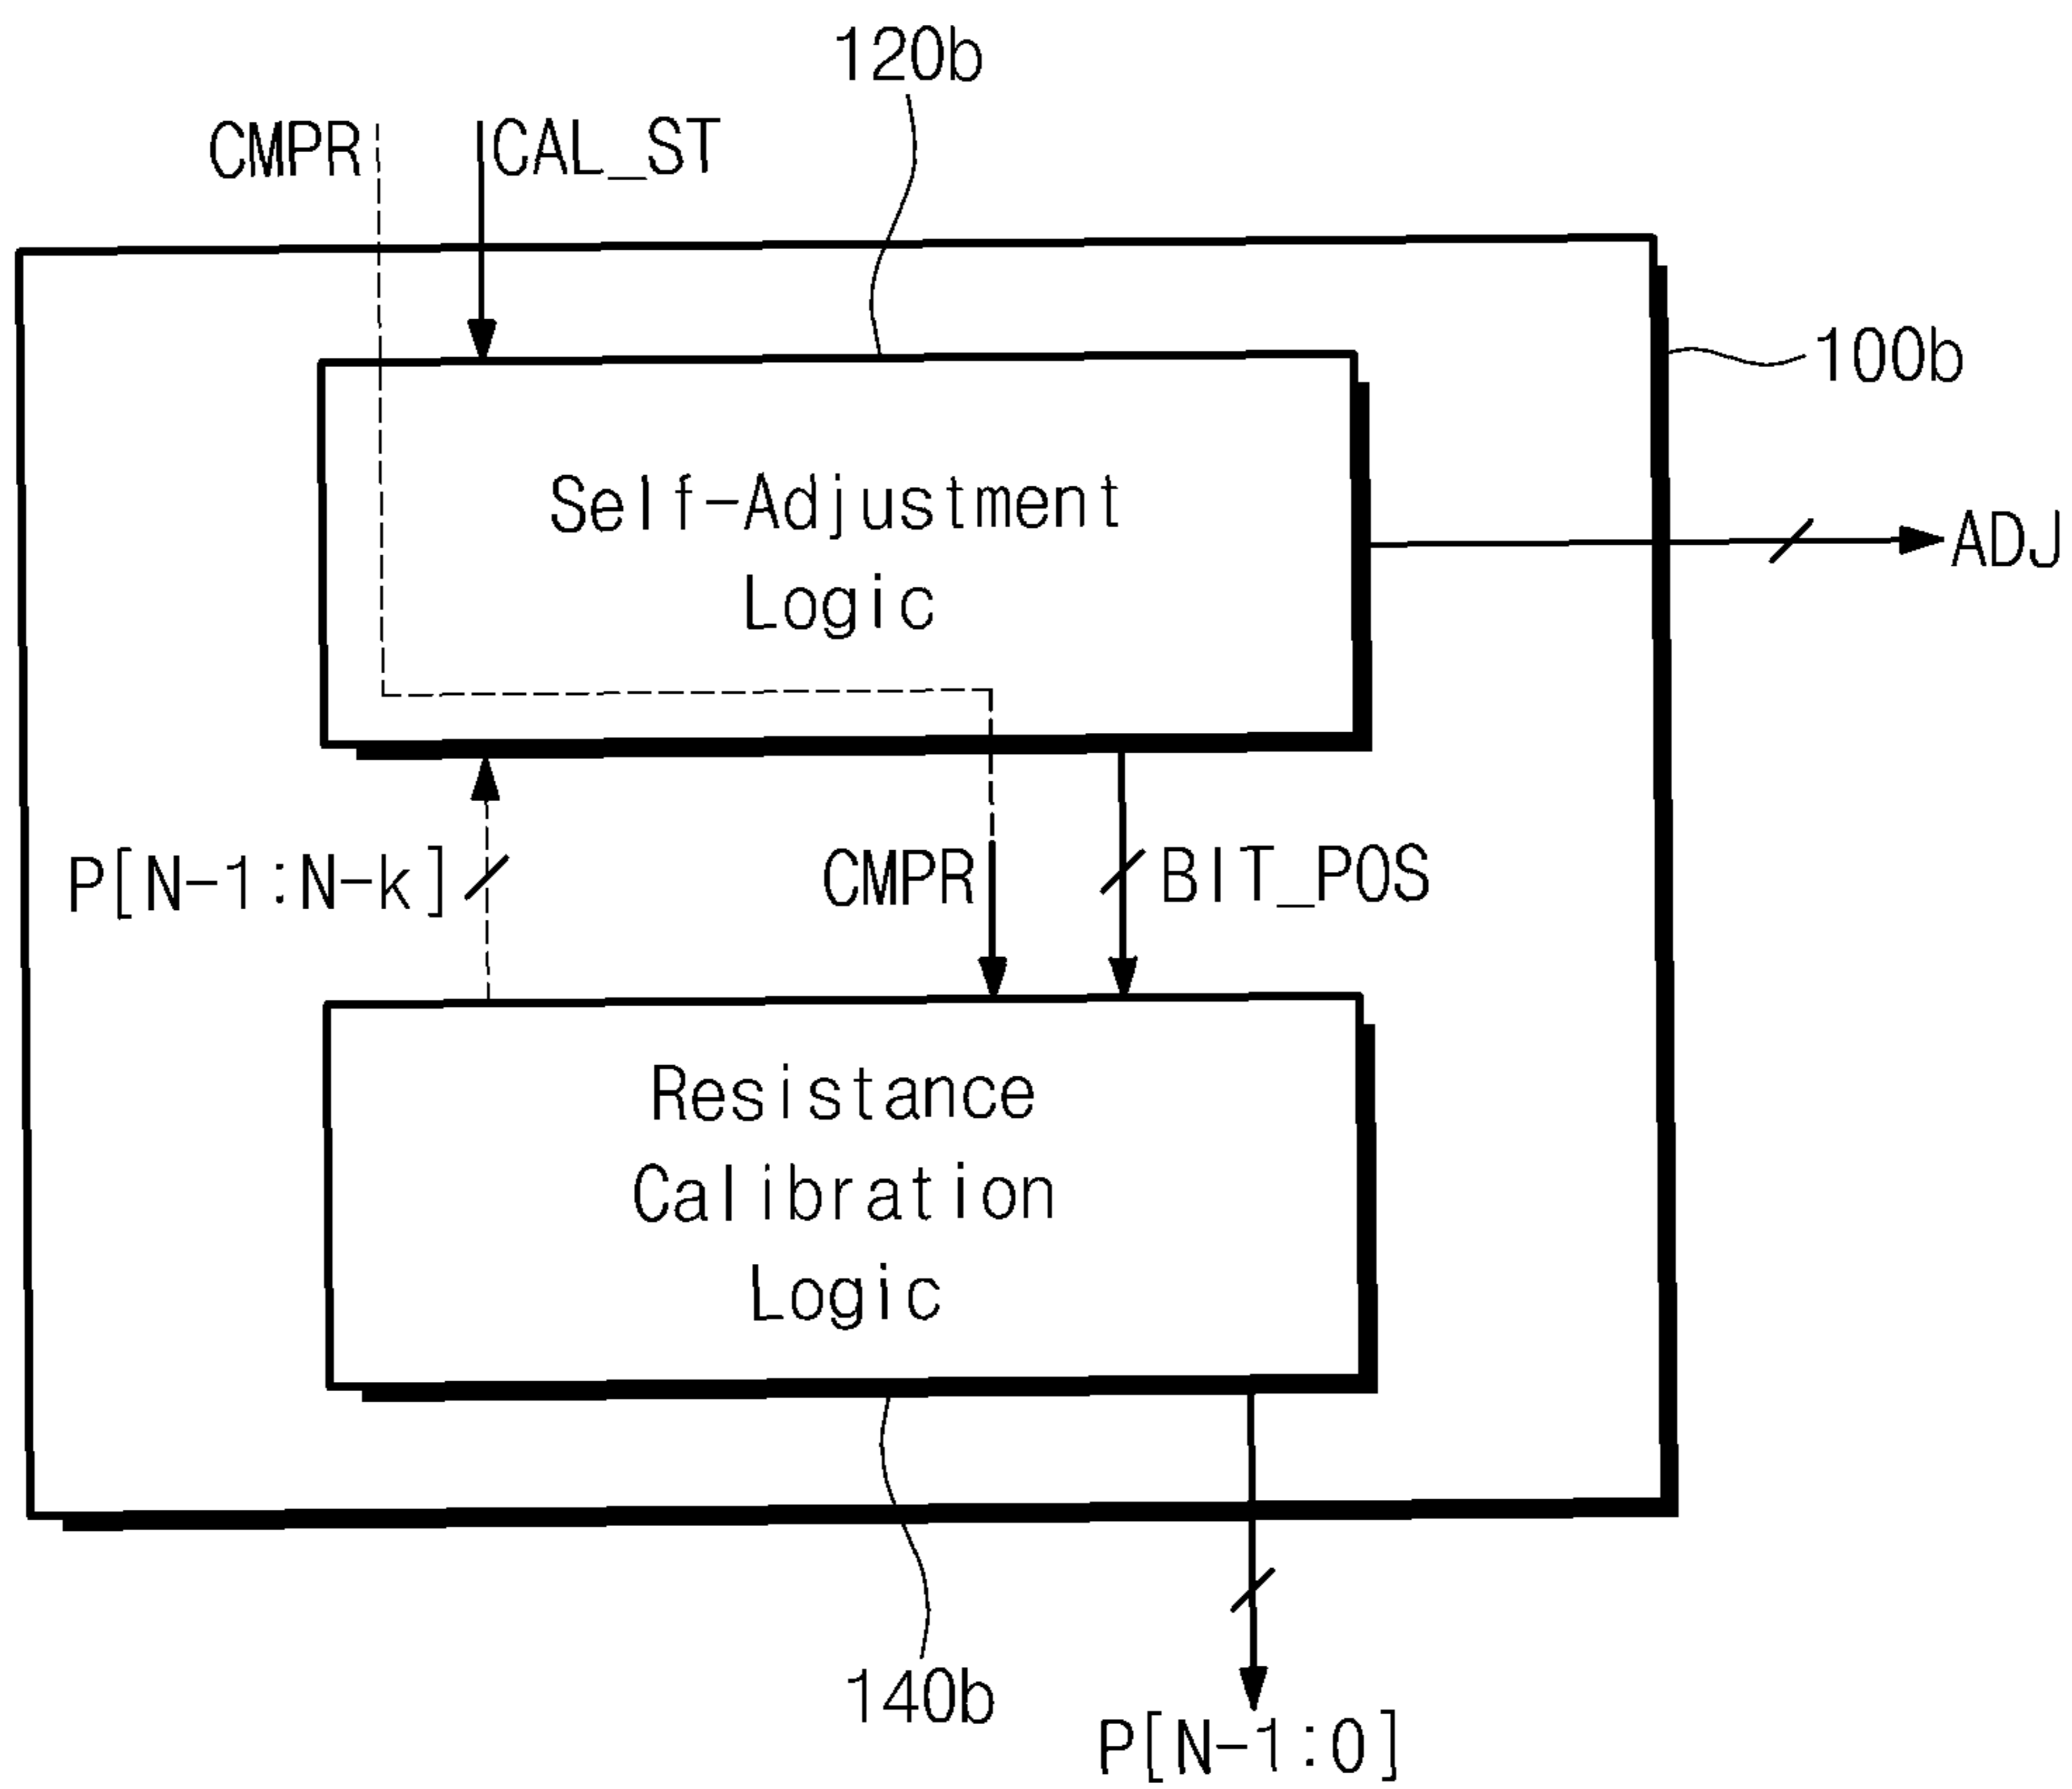 120b
CMPR CAL_ST
100b
Self-Adjustment
Logic
ADJ
P[N-1:N-k] CMPR BIT_POS
Resistance
Calibration
Logic
140b
P[N-1:0]